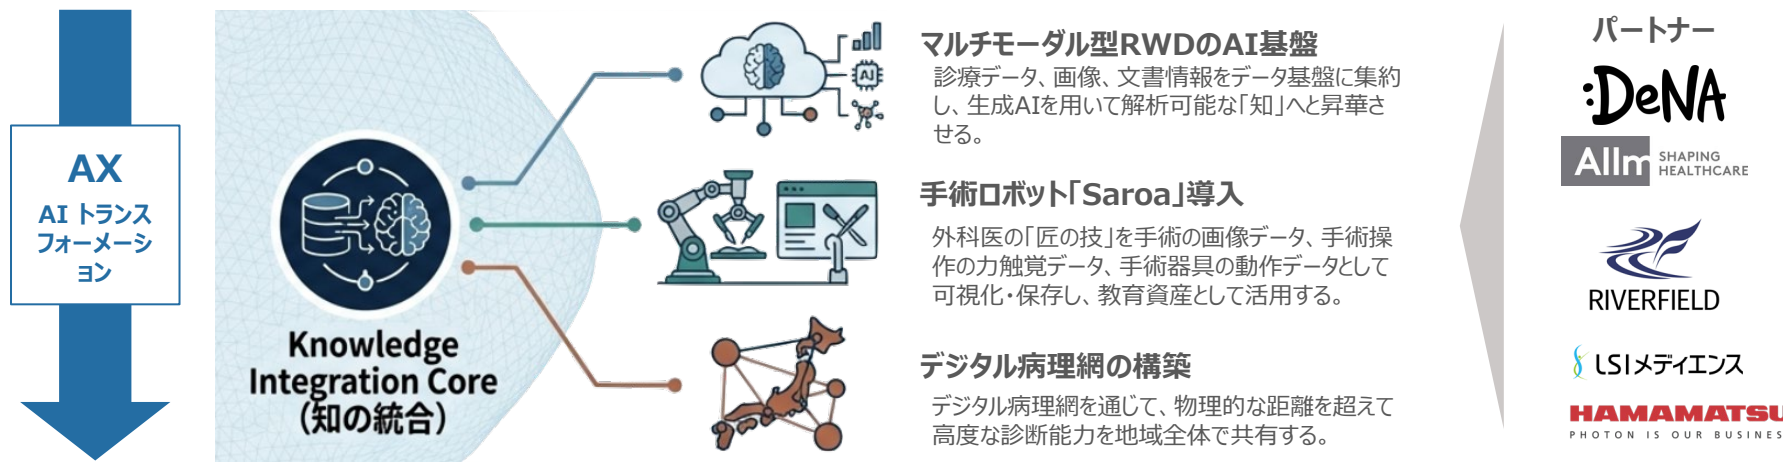 AX
AI トランス
フォーメーシ
ョン
Knowledge
Integration Core
（知の統合）
AI
マルチモーダル型RWDのAI基盤
診療データ、画像、文書情報をデータ基盤に集約
し、生成AIを用いて解析可能な「知」へと昇華さ
せる。
手術ロボット「Saroa」導入
外科医の「匠の技」を手術の画像データ、手術操
作の力触覚データ、手術器具の動作データとして
可視化・保存し、教育資産として活用する。
デジタル病理網の構築
デジタル病理網を通じて、物理的な距離を超えて
高度な診断能力を地域全体で共有する。
パートナー
:DeNA
Allm SHAPING
HEALTHCARE
RIVERFIELD
LSIメディエンス
HAMAMATSU
PHOTON IS OUR BUSINES